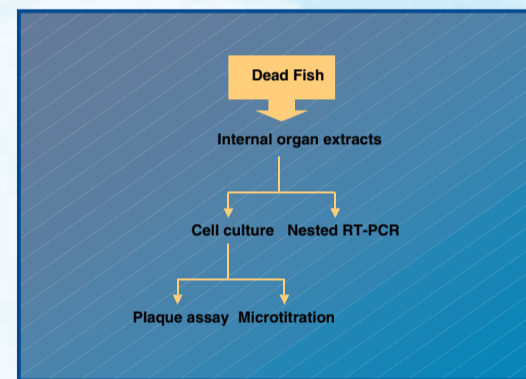 Dead Fish
Internal organ extracts
Cell culture Nested RT-PCR
Plaque assay Microtitration